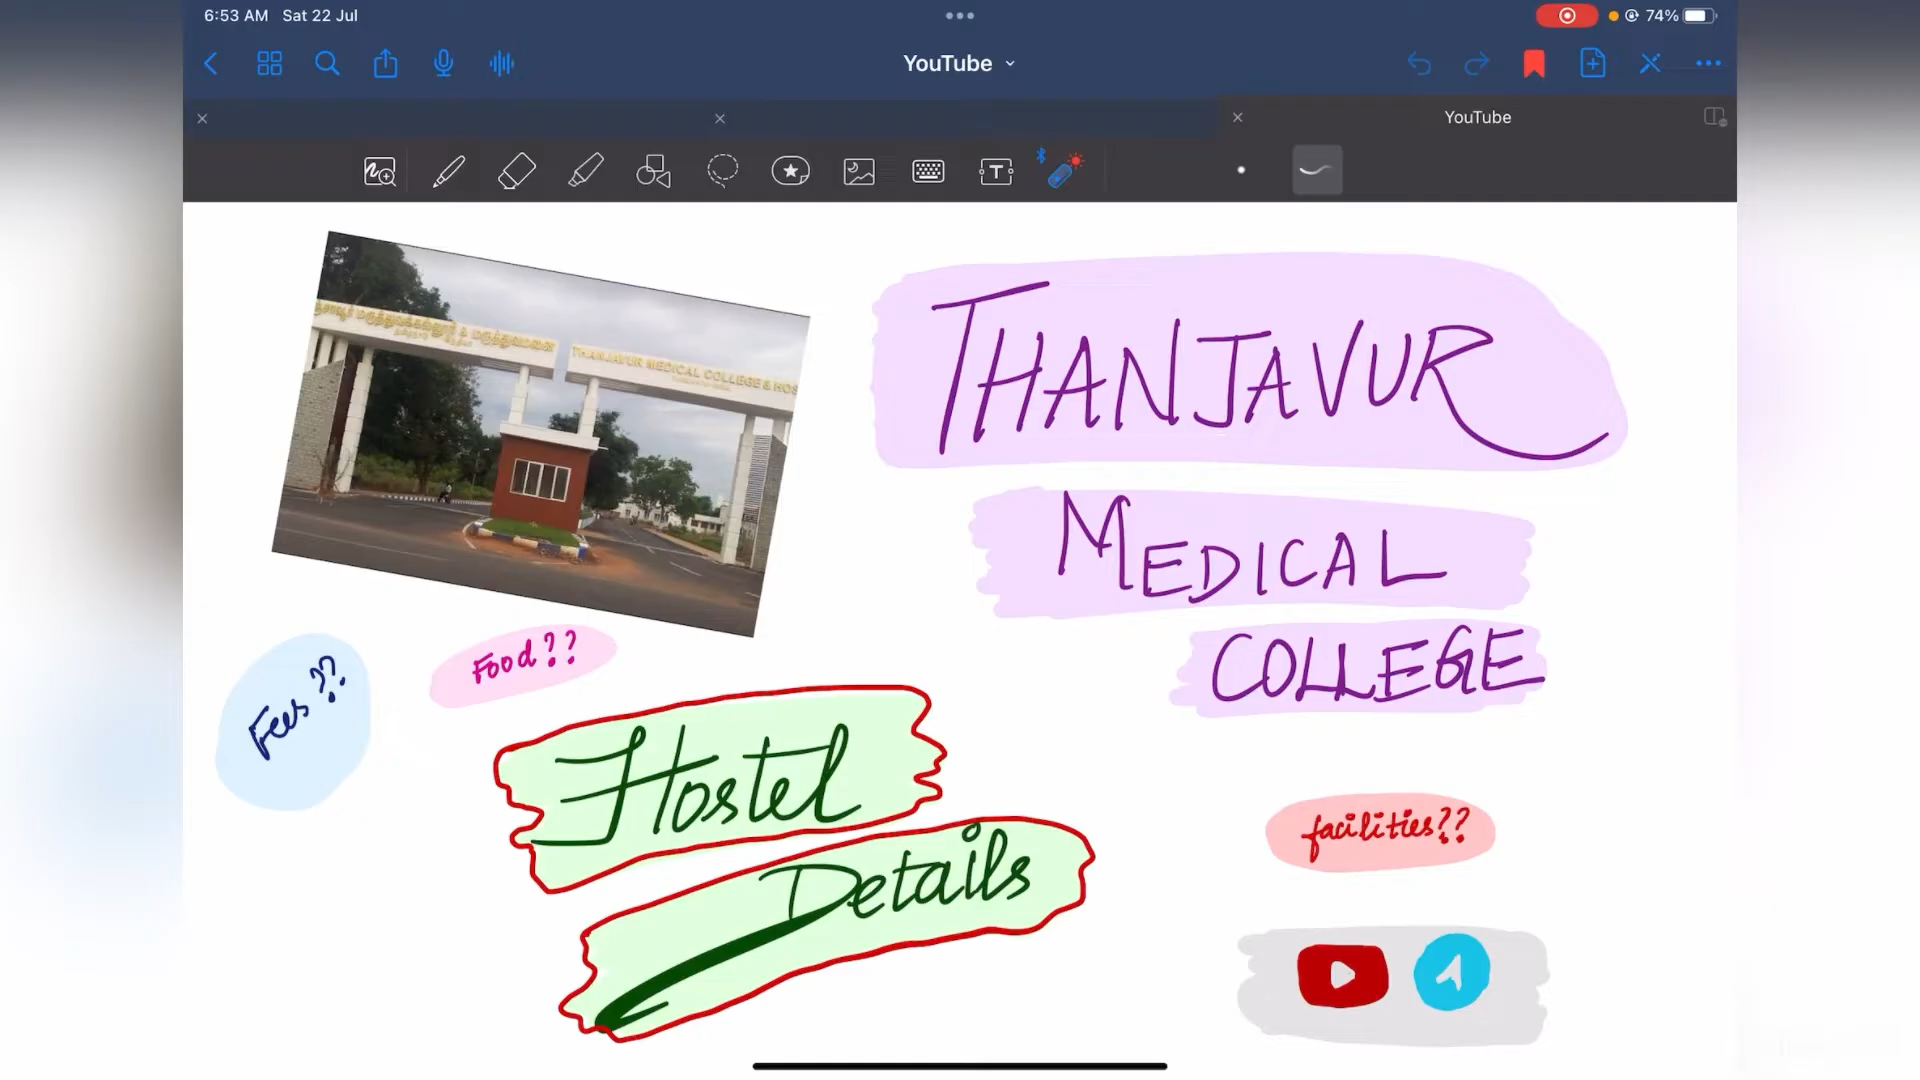 6:53 AM Sat 22 Jul
74%
YouTube
YouTube
THANJAVUR MEDICAL COLLEGE & HOS
THANJAVUR
MEDICAL
COLLEGE
Food??
Fees??
Hostel
Details
facilities??